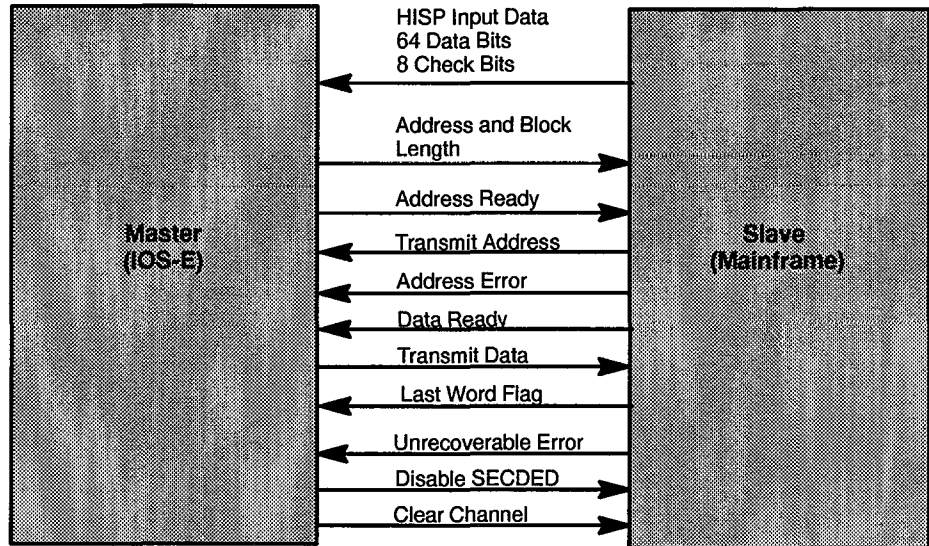 HISP Input Data
64 Data Bits
8 Check Bits
Address and Block
Length
Address Ready
Master
(IOS-E)
Transmit Address
Slave
(Mainframe)
Address Error
Data Ready
Transmit Data
Last Word Flag
Unrecoverable Error
Disable SECDED
Clear Channel